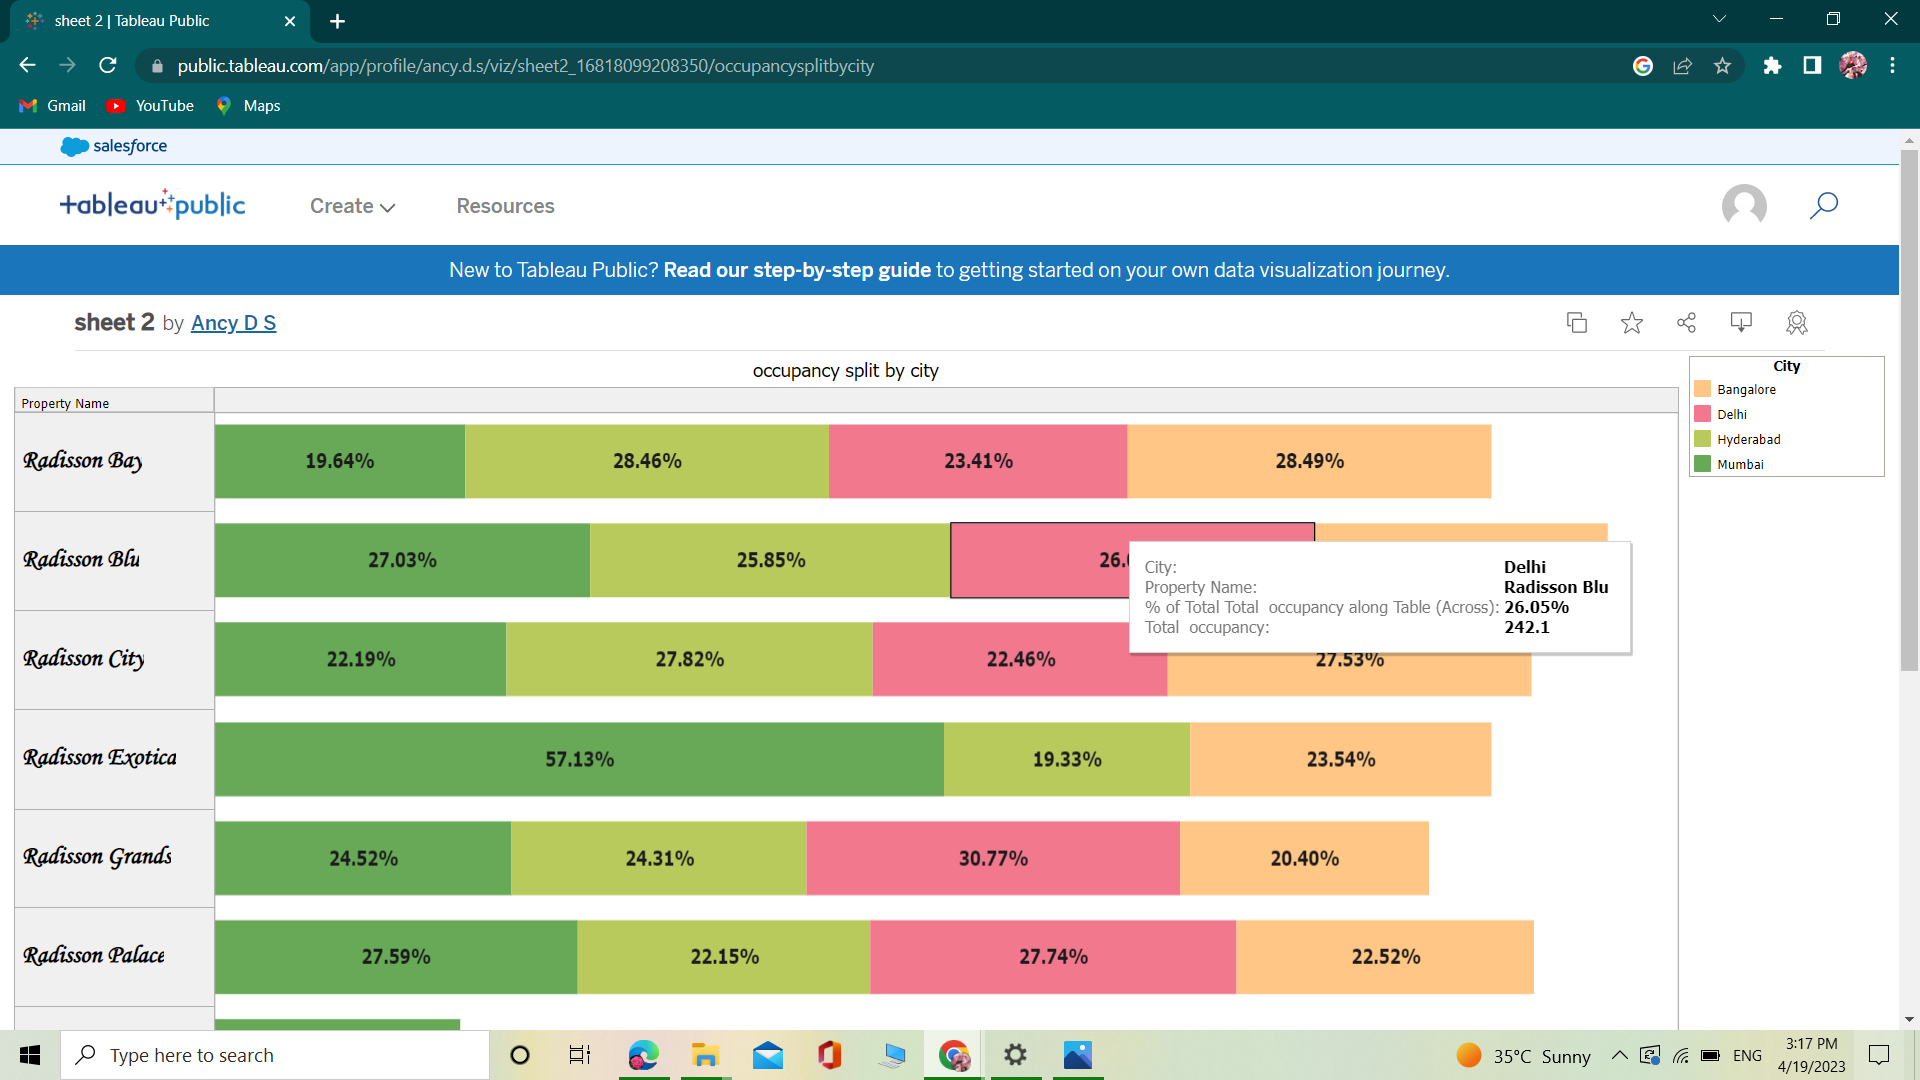 sheet 2 | Tableau Public
public.tableau.com/app/profile/ancy.d.s/viz/sheet2_16818099208350/occupancysplitbycity
Gmail YouTube Maps
salesforce
+ableau public
Create Resources
New to Tableau Public? Read our step-by-step guide to getting started on your own data visualization journey.
sheet 2 by Ancy D S
occupancy split by city
City
Bangalore
Delhi
Hyderabad
Mumbai
Property Name
Radisson Bay 19.64% 28.46% 23.41% 28.49%
Radisson Blu 27.03% 25.85%
City: Delhi
Property Name: Radisson Blu
% of Total Total occupancy along Table (Across): 26.05%
Total occupancy: 242.1
Radisson City 22.19% 27.82% 22.46% 27.53%
Radisson Exotica 57.13% 19.33% 23.54%
Radisson Grands 24.52% 24.31% 30.77% 20.40%
Radisson Palace 27.59% 22.15% 27.74% 22.52%
Type here to search
35°C Sunny
ENG
3:17 PM
4/19/2023